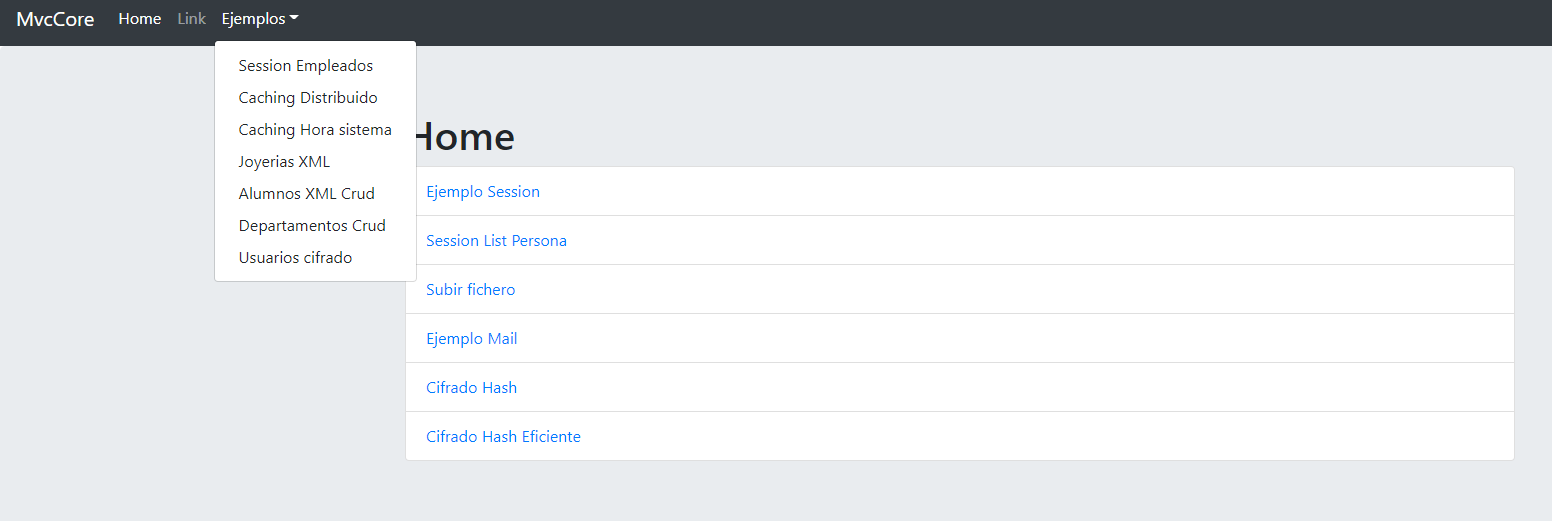 MvcCore Home Link Ejemplos
Session Empleados
Caching Distribuido
Caching Hora sistema
Joyerias XML
Alumnos XML Crud
Departamentos Crud
Usuarios cifrado
Home
Ejemplo Session
Session List Persona
Subir fichero
Ejemplo Mail
Cifrado Hash
Cifrado Hash Eficiente